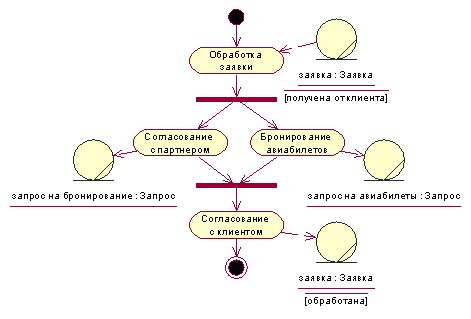 Обработка
заявки
заявка : Заявка
[получена от клиента]
Согласование
с партнером
Бронирование
авиабилетов
запрос на бронирование : Запрос
запрос на авиабилеты : Запрос
Согласование
с клиентом
заявка : Заявка
[обработана]